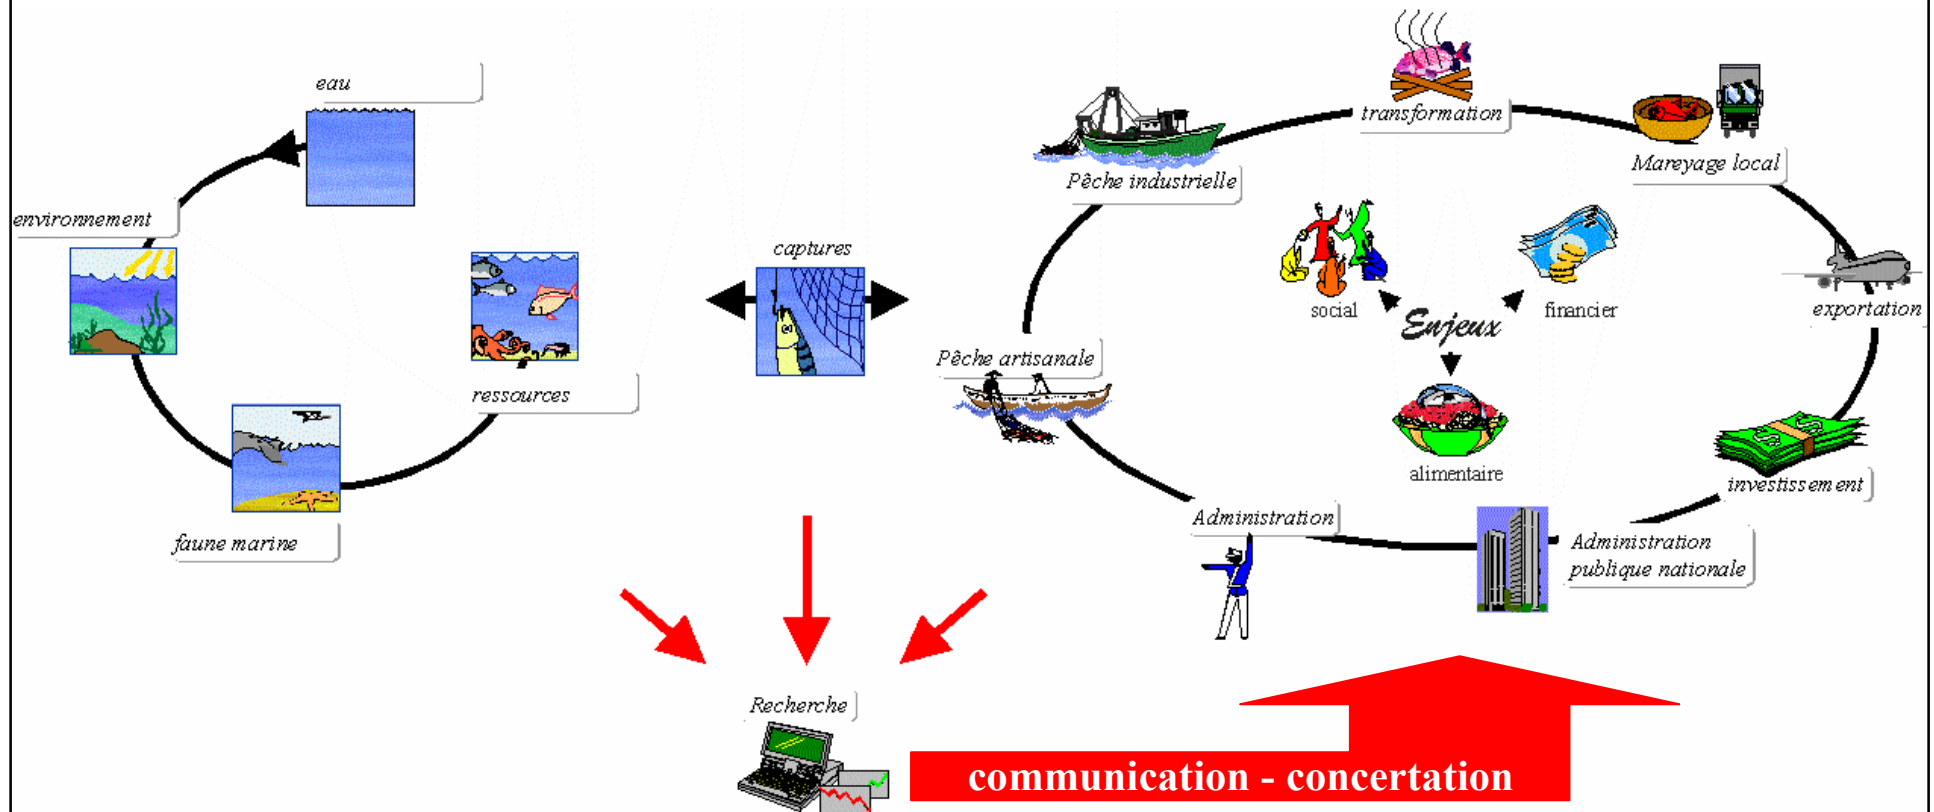 eau
environnement
faune marine
ressources
captures
Pêche industrielle
transformation
Mareyage local
exportation
investissement
Administration
publique nationale
Administration
Pêche artisanale
social
financier
Enjeux
alimentaire
Recherche
communication - concertation